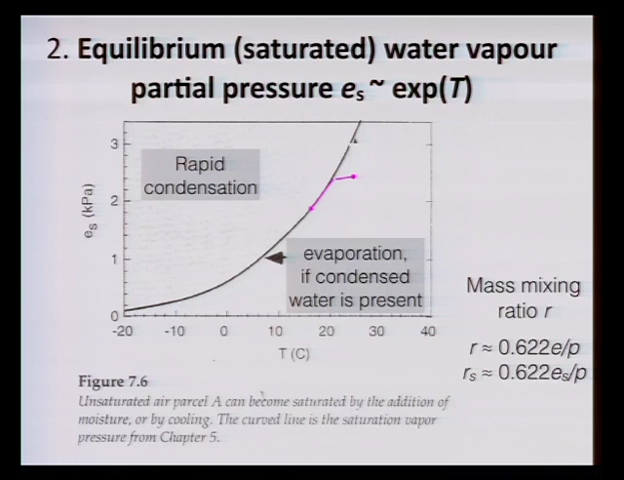 2. Equilibrium (saturated) water vapour
partial pressure es ~ exp(T)
3
Rapid
condensation
2
es (kPa)
1
evaporation,
if condensed
water is present
0
-20 -10 0 10 20 30 40
T (C)
Mass mixing
ratio r
r ≈ 0.622e/p
rs ≈ 0.622es/p
Figure 7.6
Unsaturated air parcel A can become saturated by the addition of
moisture, or by cooling. The curved line is the saturation vapor
pressure from Chapter 5.